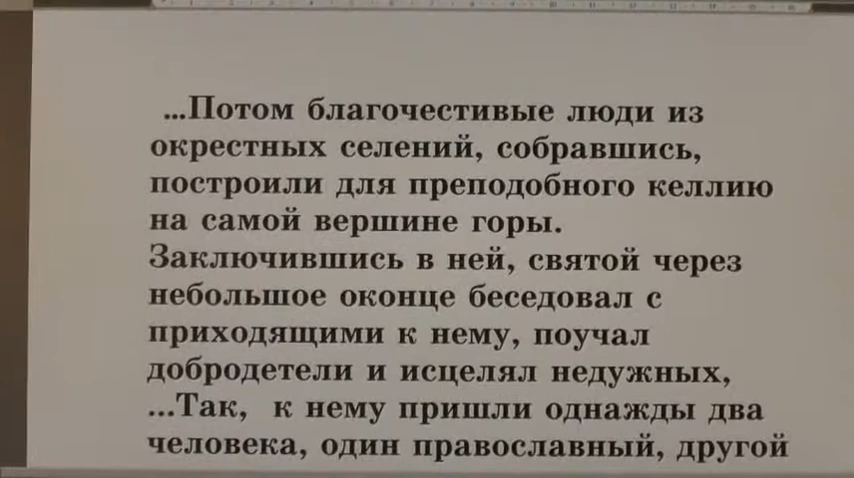 ...Потом благочестивые люди из
окрестных селений, собравшись,
построили для преподобного келлию
на самой вершине горы.
Заключившись в ней, святой через
небольшое оконце беседовал с
приходящими к нему, поучал
добродетели и исцелял недужных,
...Так, к нему пришли однажды два
человека, один православный, другой